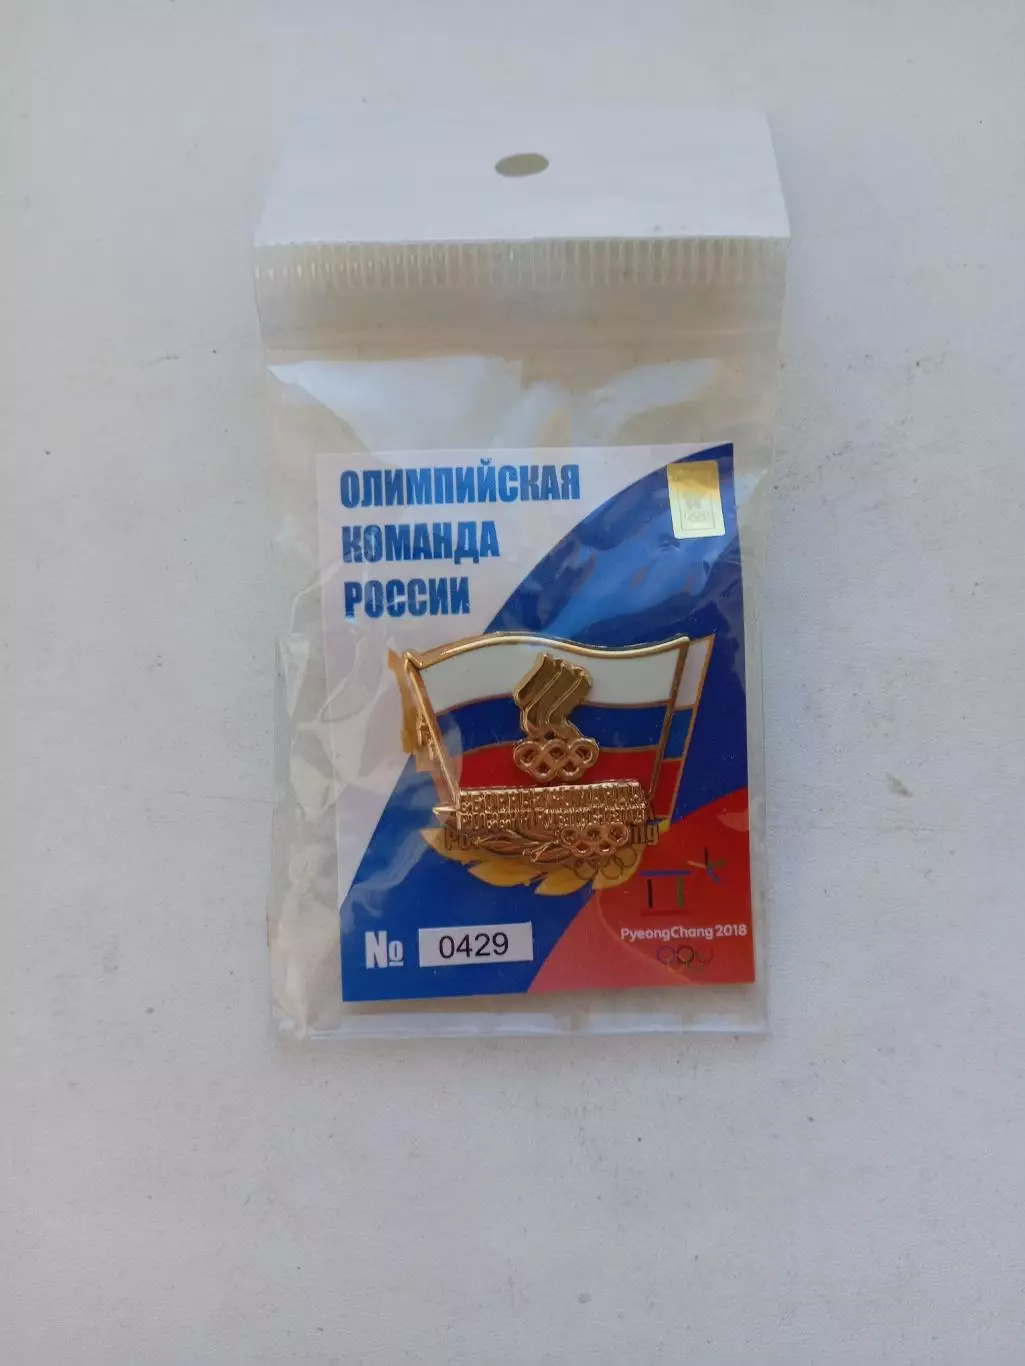 ОЛИМПИЙСКАЯ
КОМАНДА
РОССИИ
№ 0429
PyeongChang 2018